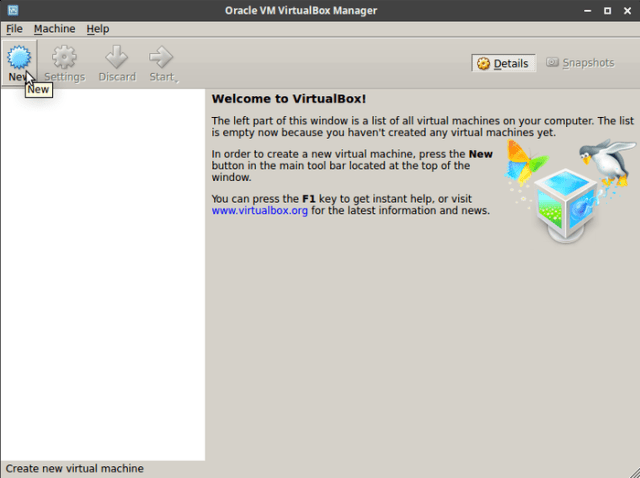 Oracle VM VirtualBox Manager
File Machine Help
New Settings Discard Start
Details Snapshots
New
Welcome to VirtualBox!
The left part of this window is a list of all virtual machines on your computer. The list
is empty now because you haven't created any virtual machines yet.
In order to create a new virtual machine, press the New
button in the main tool bar located at the top of the
window.
You can press the F1 key to get instant help, or visit
www.virtualbox.org for the latest information and news.
Create new virtual machine